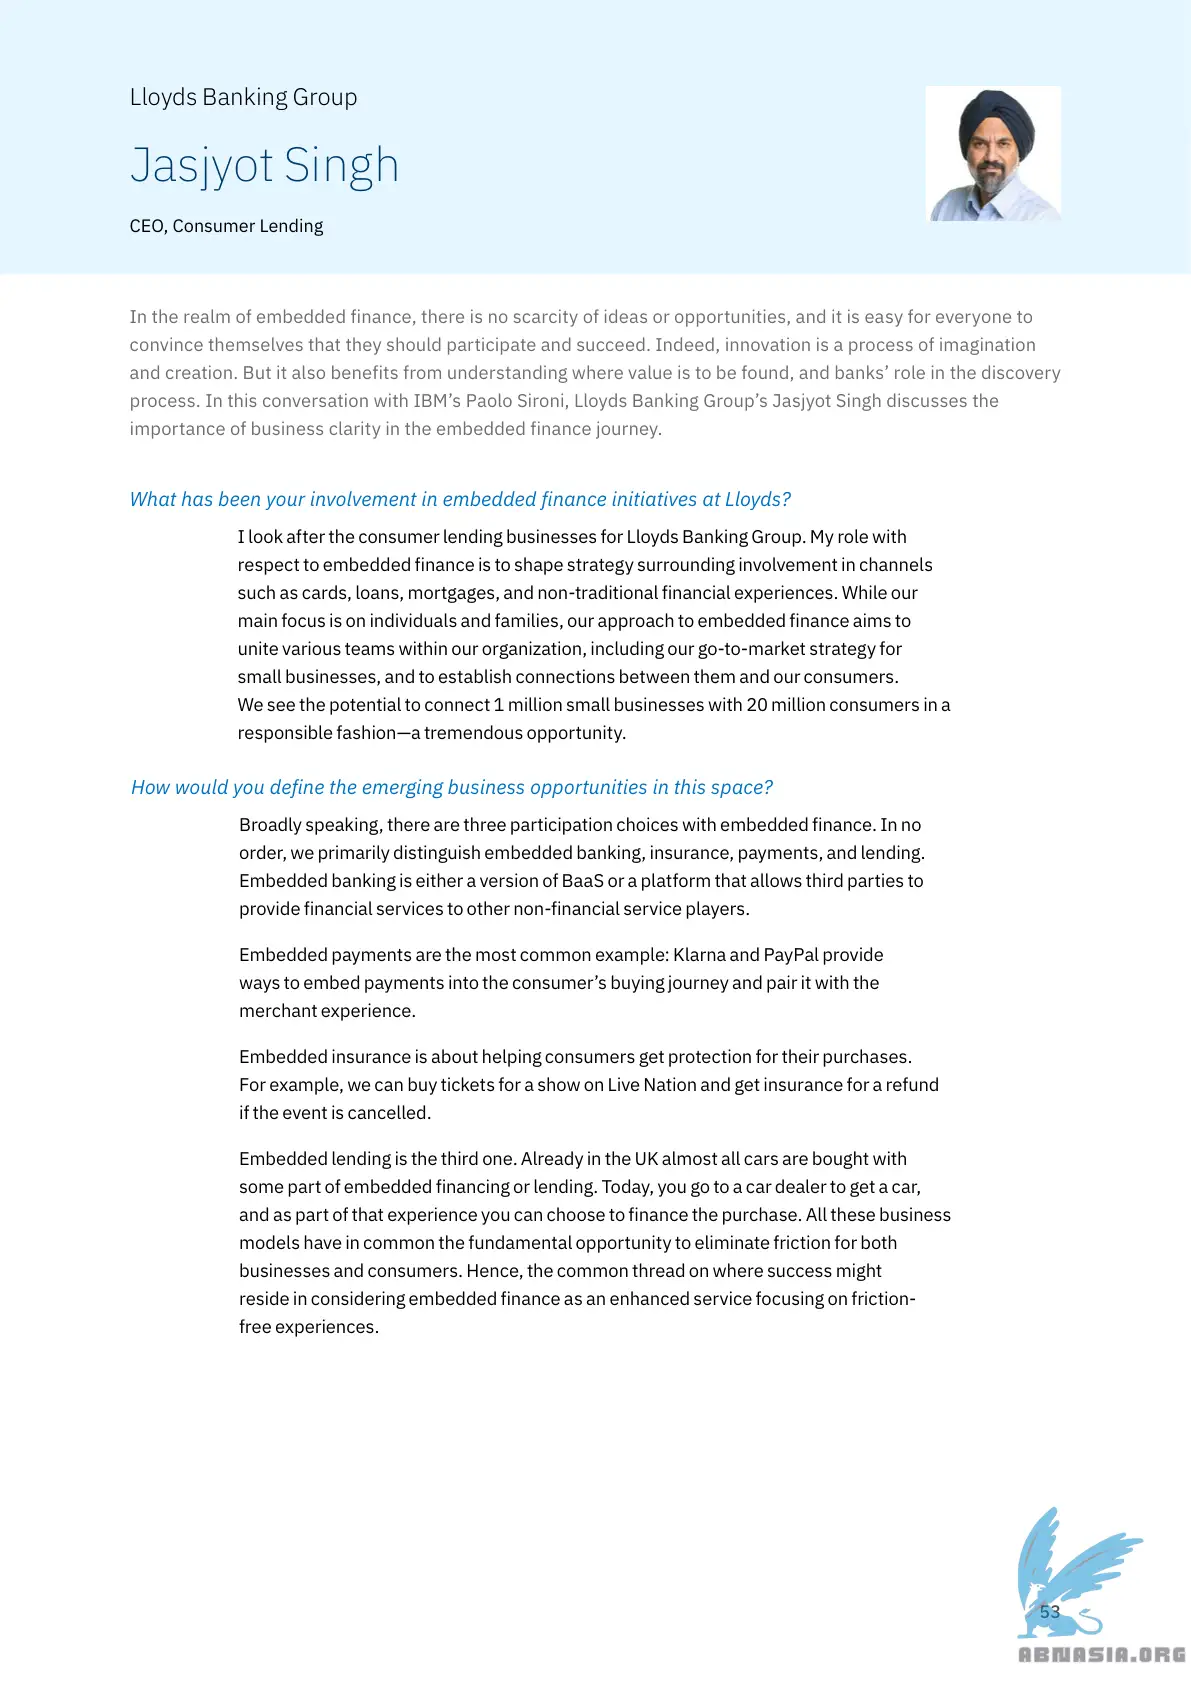 Lloyds Banking Group
Jasjyot Singh
CEO, Consumer Lending
In the realm of embedded finance, there is no scarcity of ideas or opportunities, and it is easy for everyone to
convince themselves that they should participate and succeed. Indeed, innovation is a process of imagination
and creation. But it also benefits from understanding where value is to be found, and banks’ role in the discovery
process. In this conversation with IBM’s Paolo Sironi, Lloyds Banking Group’s Jasjyot Singh discusses the
importance of business clarity in the embedded finance journey.
What has been your involvement in embedded finance initiatives at Lloyds?
I look after the consumer lending businesses for Lloyds Banking Group. My role with
respect to embedded finance is to shape strategy surrounding involvement in channels
such as cards, loans, mortgages, and non-traditional financial experiences. While our
main focus is on individuals and families, our approach to embedded finance aims to
unite various teams within our organization, including our go-to-market strategy for
small businesses, and to establish connections between them and our consumers.
We see the potential to connect 1 million small businesses with 20 million consumers in a
responsible fashion—a tremendous opportunity.
How would you define the emerging business opportunities in this space?
Broadly speaking, there are three participation choices with embedded finance. In no
order, we primarily distinguish embedded banking, insurance, payments, and lending.
Embedded banking is either a version of BaaS or a platform that allows third parties to
provide financial services to other non-financial service players.
Embedded payments are the most common example: Klarna and PayPal provide
ways to embed payments into the consumer’s buying journey and pair it with the
merchant experience.
Embedded insurance is about helping consumers get protection for their purchases.
For example, we can buy tickets for a show on Live Nation and get insurance for a refund
if the event is cancelled.
Embedded lending is the third one. Already in the UK almost all cars are bought with
some part of embedded financing or lending. Today, you go to a car dealer to get a car,
and as part of that experience you can choose to finance the purchase. All these business
models have in common the fundamental opportunity to eliminate friction for both
businesses and consumers. Hence, the common thread on where success might
reside in considering embedded finance as an enhanced service focusing on friction-
free experiences.
53
ABNASIA.ORG